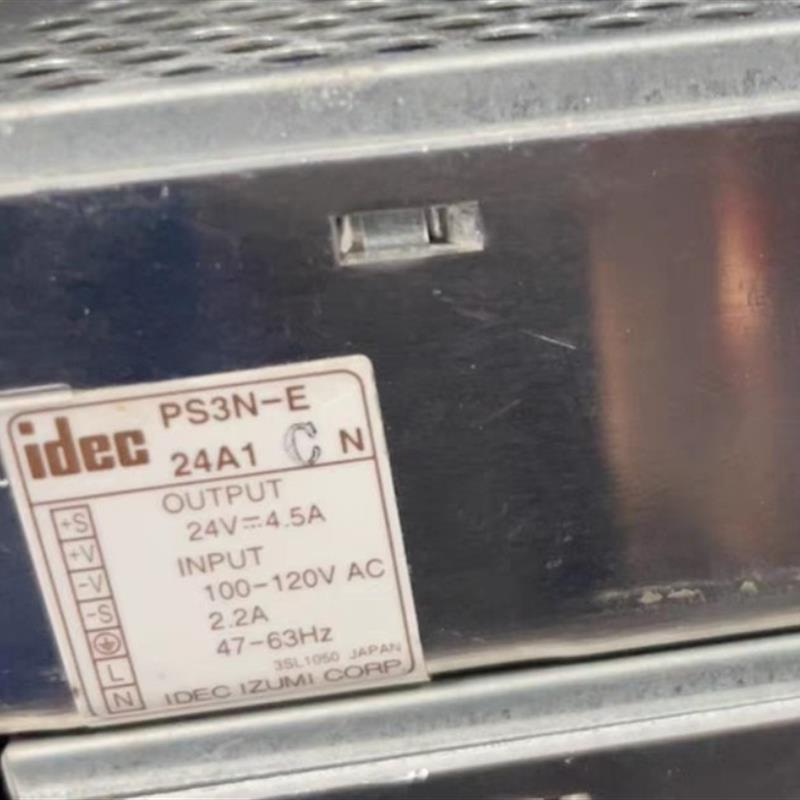 idec PS3N-E
24A1 C N
OUTPUT
24V⎓4.5A
INPUT
100-120V AC
2.2A
47-63Hz
3SL1050 JAPAN
IDEC IZUMI CORP.
+S
+V
-V
-S
L
N